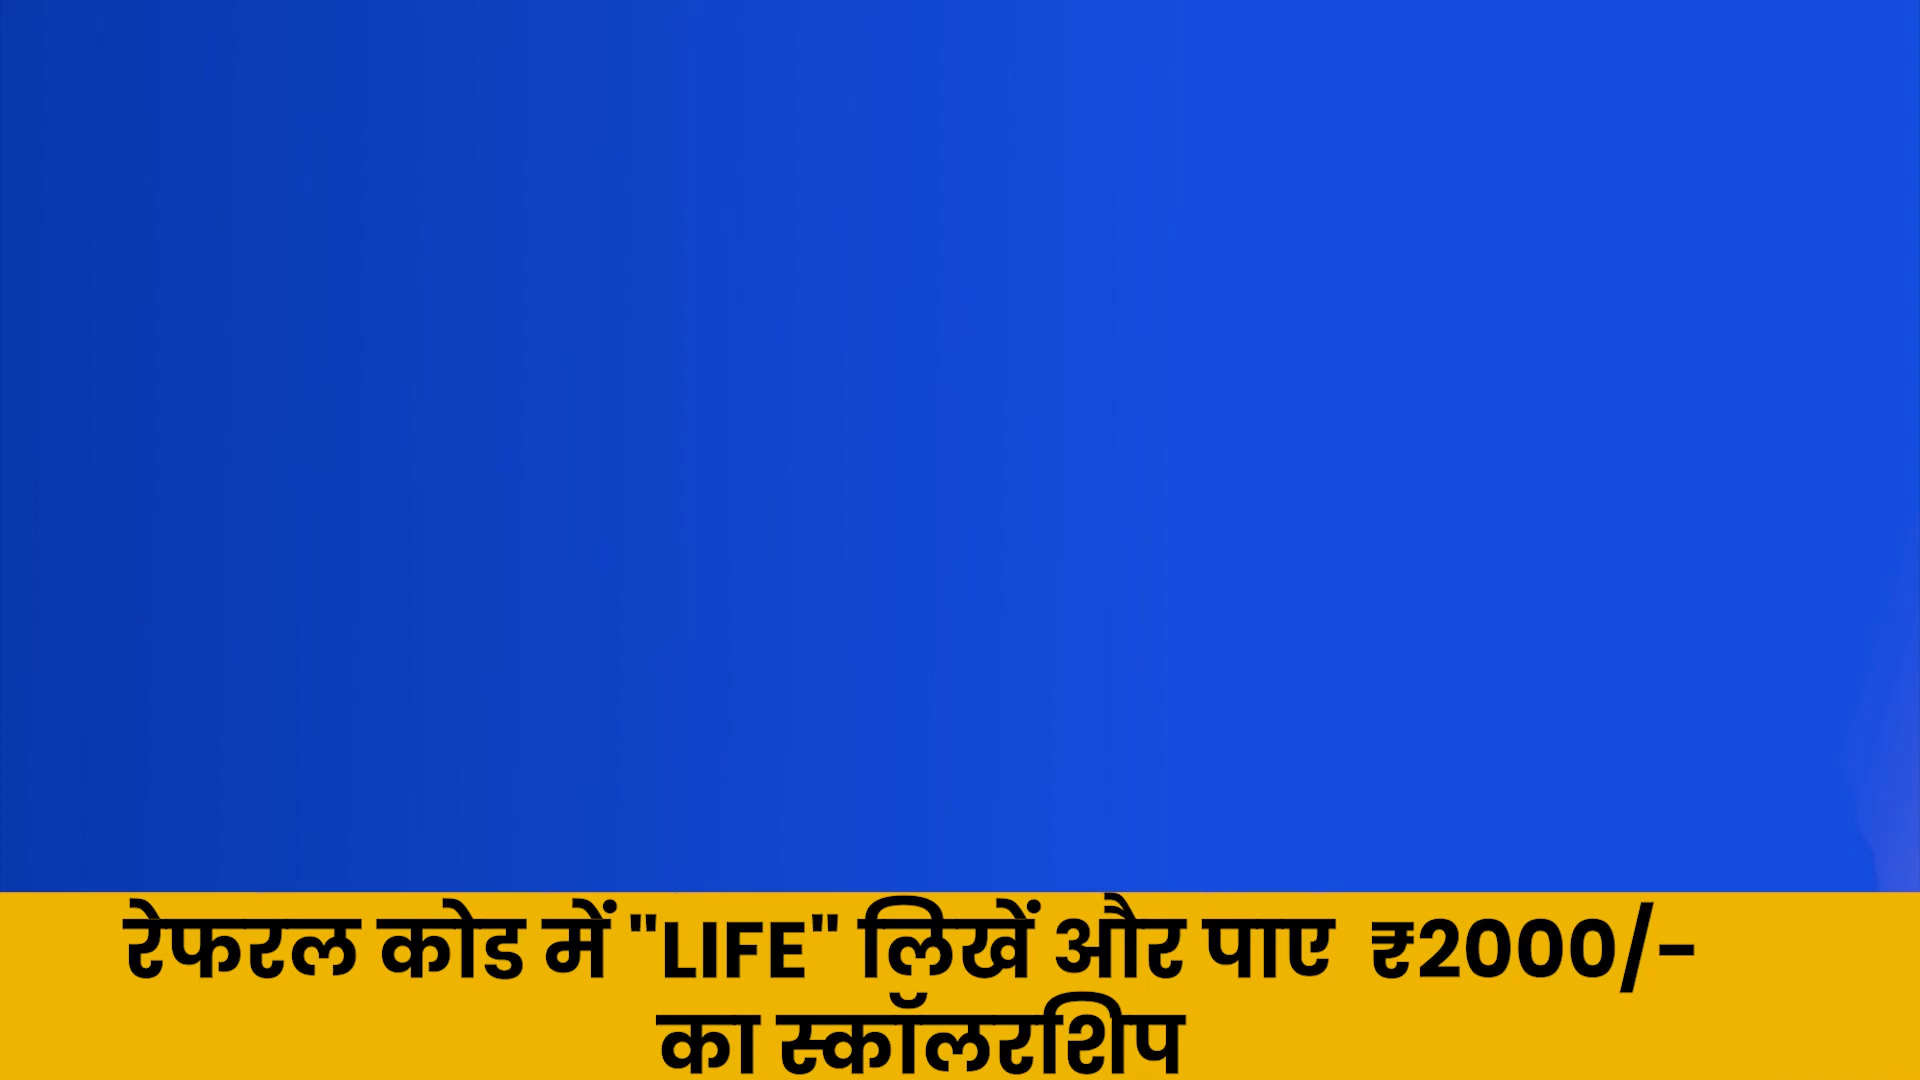 रेफरल कोड में "LIFE" लिखें और पाए ₹2000/-
का स्कॉलरशिप